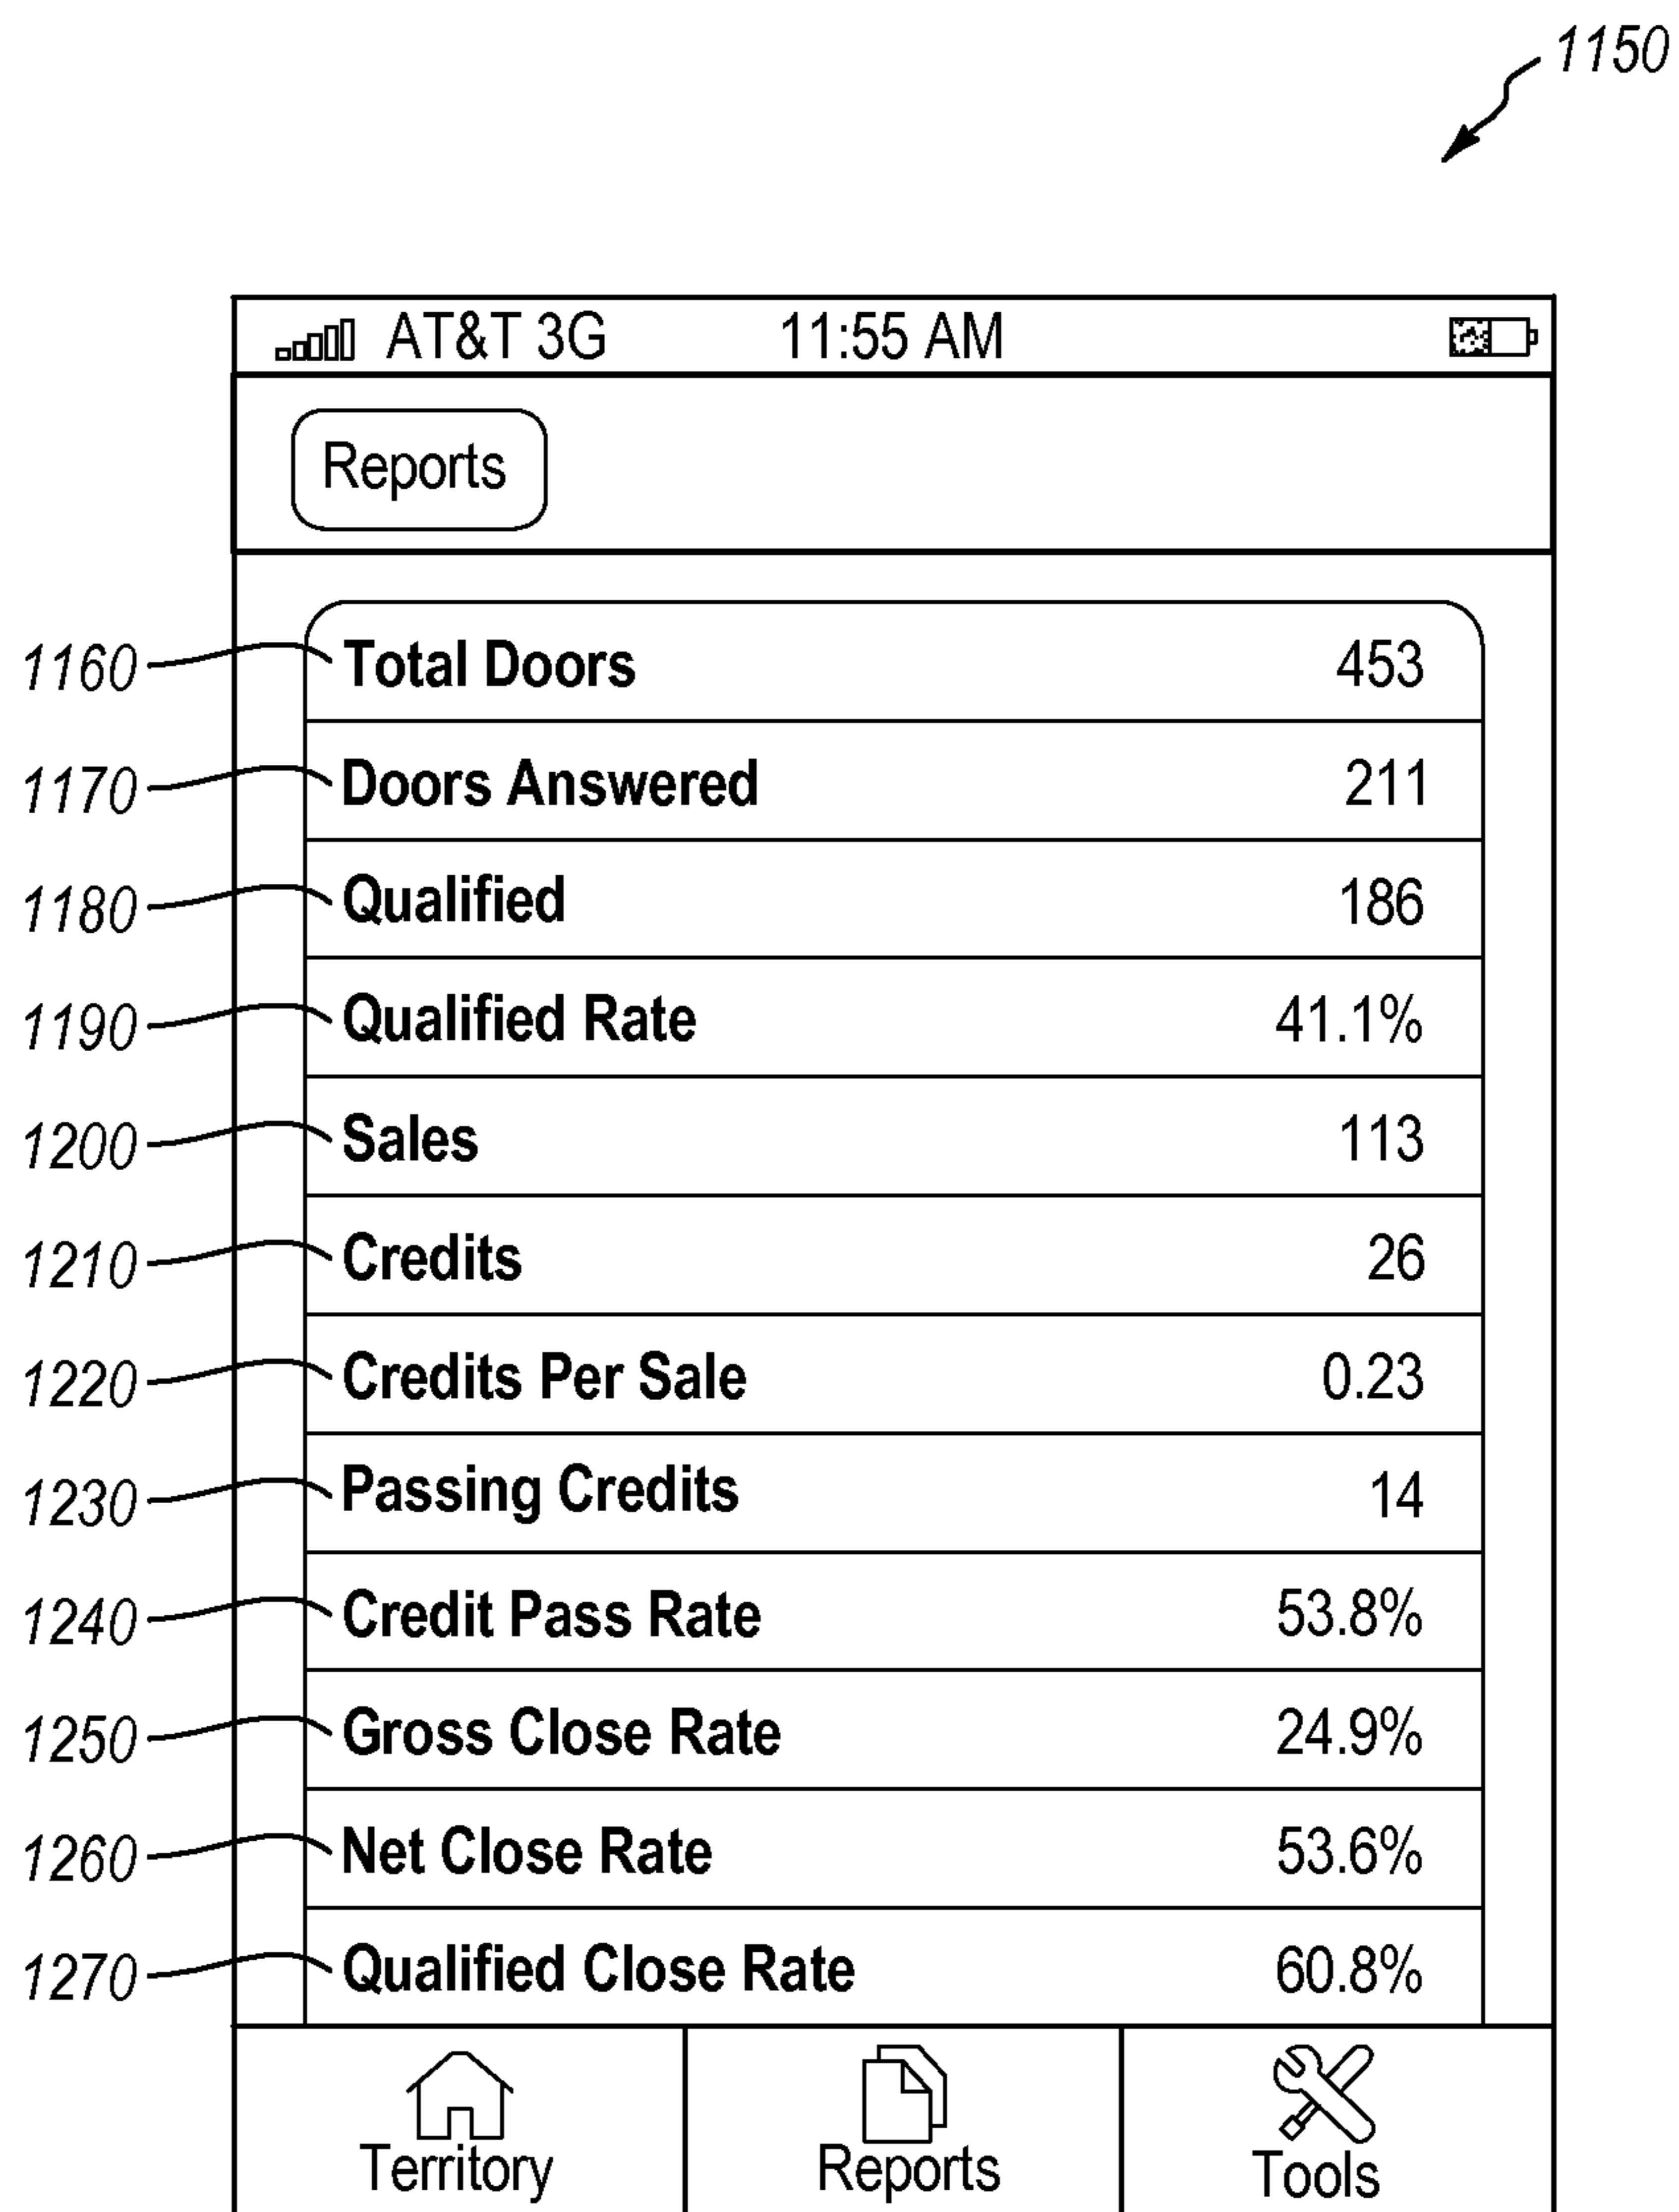 1150
AT&T 3G 11:55 AM
Reports
1160 Total Doors 453
1170 Doors Answered 211
1180 Qualified 186
1190 Qualified Rate 41.1%
1200 Sales 113
1210 Credits 26
1220 Credits Per Sale 0.23
1230 Passing Credits 14
1240 Credit Pass Rate 53.8%
1250 Gross Close Rate 24.9%
1260 Net Close Rate 53.6%
1270 Qualified Close Rate 60.8%
Territory Reports Tools